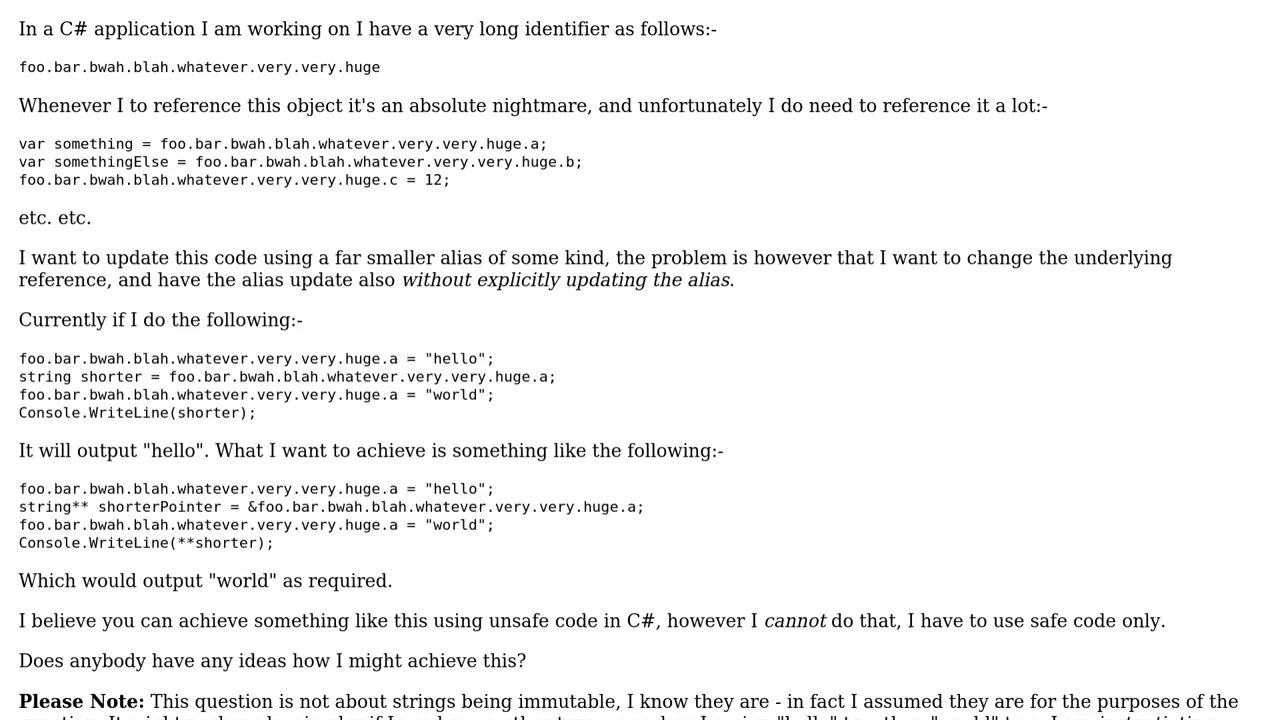 In a C# application I am working on I have a very long identifier as follows:-
foo.bar.bwah.blah.whatever.very.very.huge
Whenever I to reference this object it's an absolute nightmare, and unfortunately I do need to reference it a lot:-
var something = foo.bar.bwah.blah.whatever.very.very.huge.a;
var somethingElse = foo.bar.bwah.blah.whatever.very.very.huge.b;
foo.bar.bwah.blah.whatever.very.very.huge.c = 12;
etc. etc.
I want to update this code using a far smaller alias of some kind, the problem is however that I want to change the underlying
reference, and have the alias update also without explicitly updating the alias.
Currently if I do the following:-
foo.bar.bwah.blah.whatever.very.very.huge.a = "hello";
string shorter = foo.bar.bwah.blah.whatever.very.very.huge.a;
foo.bar.bwah.blah.whatever.very.very.huge.a = "world";
Console.WriteLine(shorter);
It will output "hello". What I want to achieve is something like the following:-
foo.bar.bwah.blah.whatever.very.very.huge.a = "hello";
string** shorterPointer = &foo.bar.bwah.blah.whatever.very.very.huge.a;
foo.bar.bwah.blah.whatever.very.very.huge.a = "world";
Console.WriteLine(**shorter);
Which would output "world" as required.
I believe you can achieve something like this using unsafe code in C#, however I cannot do that, I have to use safe code only.
Does anybody have any ideas how I might achieve this?
Please Note: This question is not about strings being immutable, I know they are - in fact I assumed they are for the purposes of the